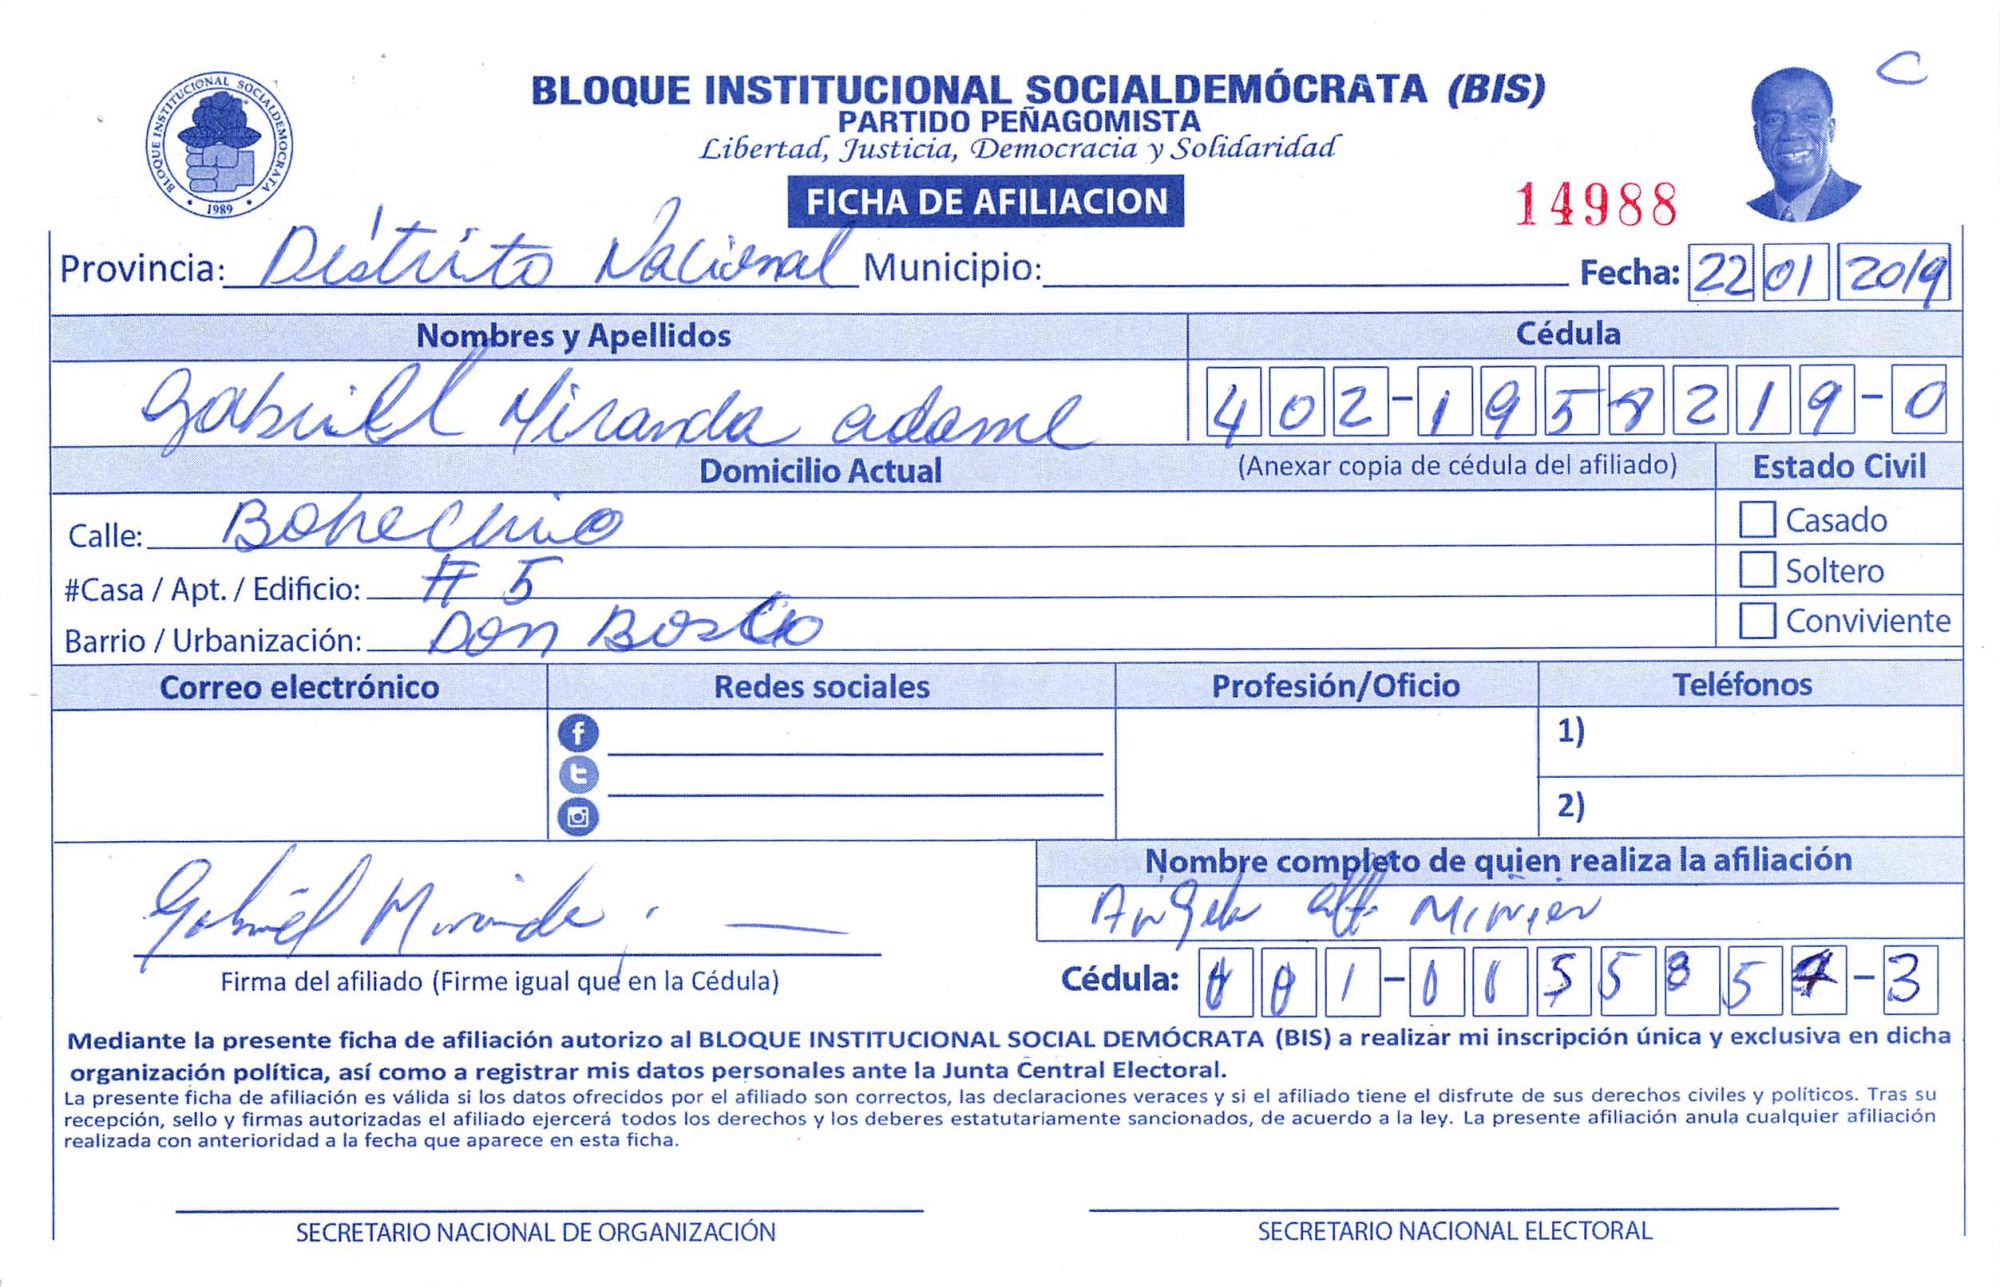 BLOQUE INSTITUCIONAL SOCIALDEMOCRATA
1989
BLOQUE INSTITUCIONAL SOCIALDEMÓCRATA (BIS)
PARTIDO PEÑAGOMISTA
Libertad, Justicia, Democracia y Solidaridad
C
FICHA DE AFILIACION
14988
Provincia: Distrito Nacional Municipio: Fecha: 22 01 2019
Nombres y Apellidos Cédula
Gabriel Miranda adame 402-1958219-0
Domicilio Actual (Anexar copia de cédula del afiliado) Estado Civil
Calle: Bohechio Casado
#Casa / Apt. / Edificio: # 5 Soltero
Barrio / Urbanización: Don Bosco Conviviente
Correo electrónico Redes sociales Profesión/Oficio Teléfonos
1)
2)
Nombre completo de quien realiza la afiliación
Gabriel Miranda Angela Minier
Firma del afiliado (Firme igual que en la Cédula) Cédula: 001-015585-3
Mediante la presente ficha de afiliación autorizo al BLOQUE INSTITUCIONAL SOCIAL DEMÓCRATA (BIS) a realizar mi inscripción única y exclusiva en dicha
organización política, así como a registrar mis datos personales ante la Junta Central Electoral.
La presente ficha de afiliación es válida si los datos ofrecidos por el afiliado son correctos, las declaraciones veraces y si el afiliado tiene el disfrute de sus derechos civiles y políticos. Tras su
recepción, sello y firmas autorizadas el afiliado ejercerá todos los derechos y los deberes estatutariamente sancionados, de acuerdo a la ley. La presente afiliación anula cualquier afiliación
realizada con anterioridad a la fecha que aparece en esta ficha.
SECRETARIO NACIONAL DE ORGANIZACIÓN SECRETARIO NACIONAL ELECTORAL